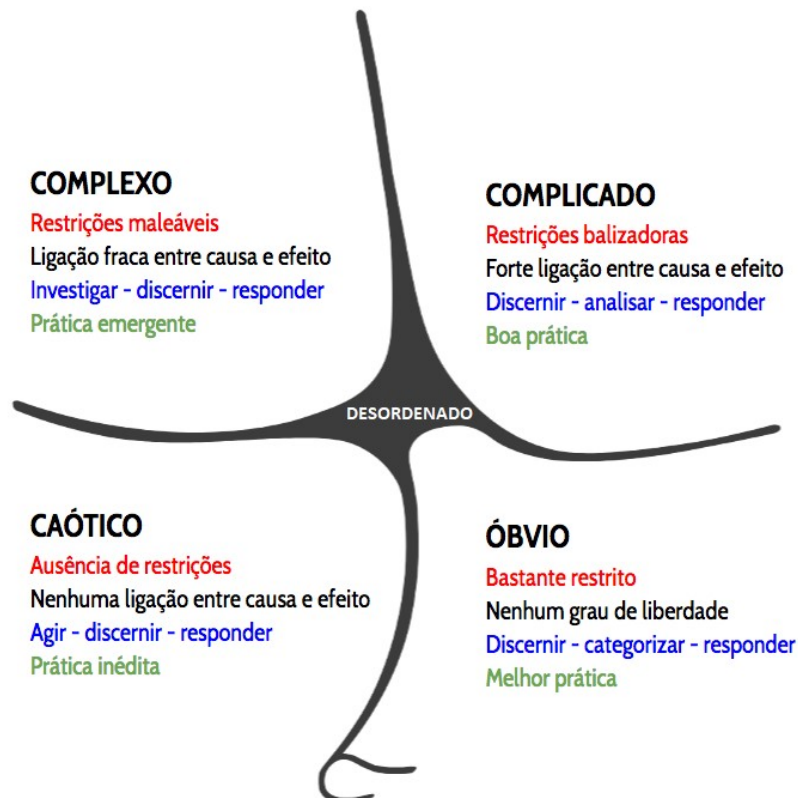 COMPLEXO
Restrições maleáveis
Ligação fraca entre causa e efeito
Investigar - discernir - responder
Prática emergente
COMPLICADO
Restrições balizadoras
Forte ligação entre causa e efeito
Discernir - analisar - responder
Boa prática
DESORDENADO
CAÓTICO
Ausência de restrições
Nenhuma ligação entre causa e efeito
Agir - discernir - responder
Prática inédita
ÓBVIO
Bastante restrito
Nenhum grau de liberdade
Discernir - categorizar - responder
Melhor prática